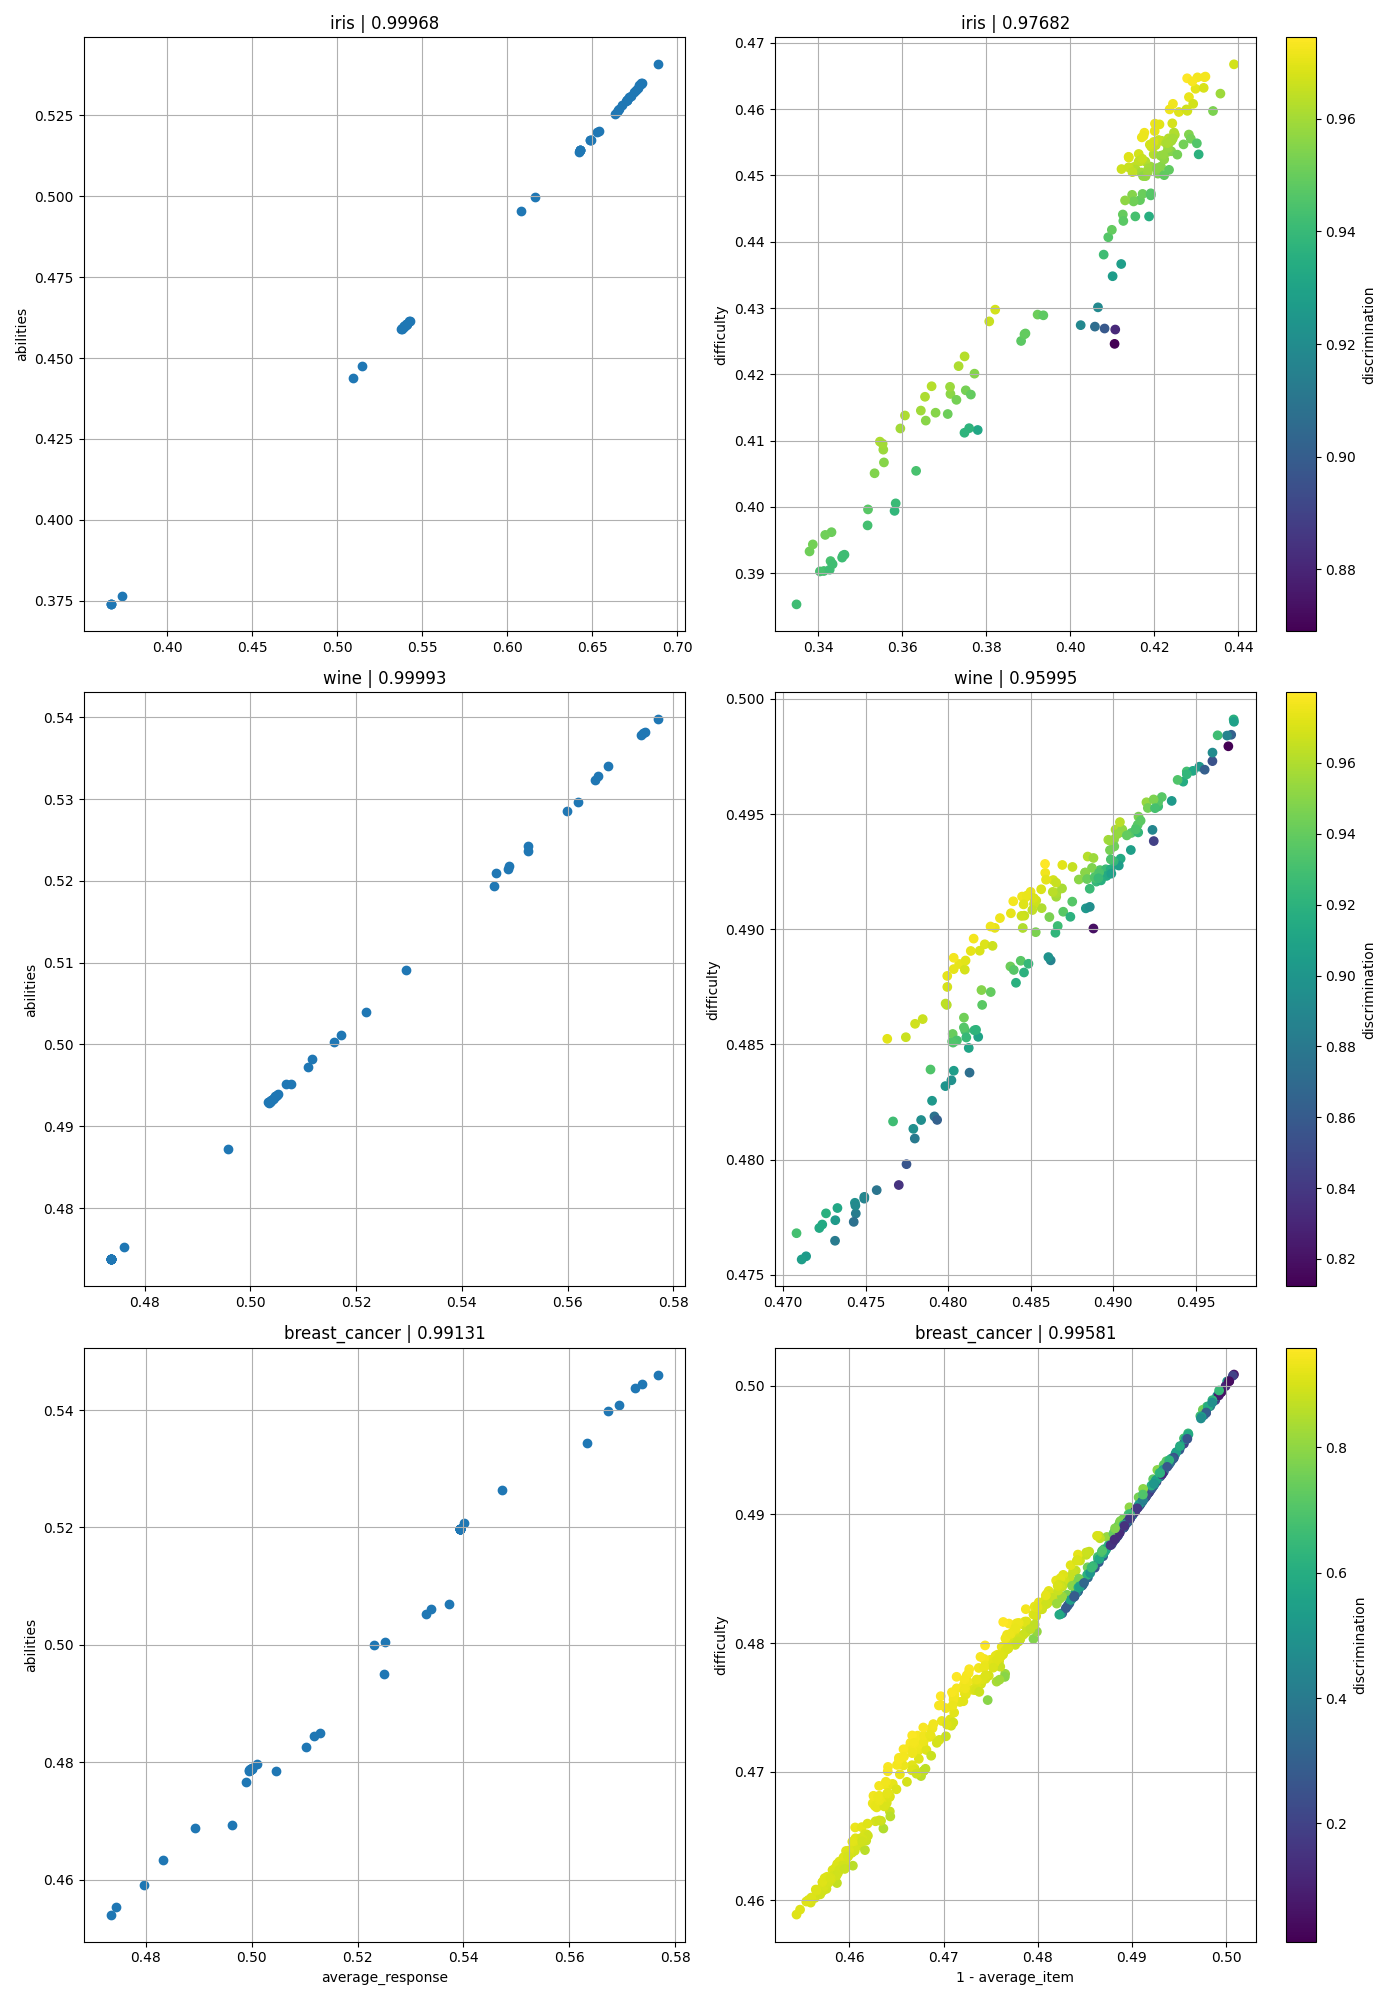 iris | 0.99968
0.525
0.500
0.475
0.450
0.425
0.400
0.375
abilities
0.40 0.45 0.50 0.55 0.60 0.65 0.70
iris | 0.97682
0.47
0.46
0.45
0.44
0.43
0.42
0.41
0.40
0.39
difficulty
0.34 0.36 0.38 0.40 0.42 0.44
0.96
0.94
0.92
0.90
0.88
discrimination
wine | 0.99993
0.54
0.53
0.52
0.51
0.50
0.49
0.48
abilities
0.48 0.50 0.52 0.54 0.56 0.58
wine | 0.95995
0.500
0.495
0.490
0.485
0.480
0.475
difficulty
0.470 0.475 0.480 0.485 0.490 0.495
0.96
0.94
0.92
0.90
0.88
0.86
0.84
0.82
discrimination
breast_cancer | 0.99131
0.54
0.52
0.50
0.48
0.46
abilities
0.48 0.50 0.52 0.54 0.56 0.58
average_response
breast_cancer | 0.99581
0.50
0.49
0.48
0.47
0.46
difficulty
0.46 0.47 0.48 0.49 0.50
1 - average_item
0.8
0.6
0.4
0.2
discrimination